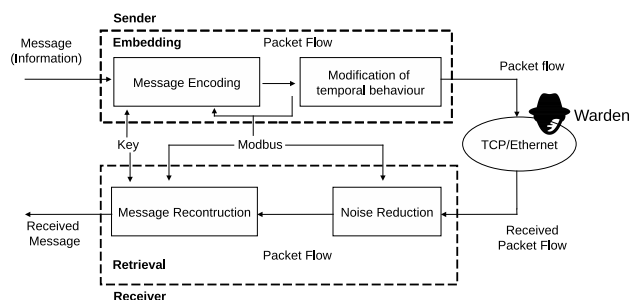 Sender
Message
(Information)
Embedding
Packet Flow
Message Encoding
Modification of
temporal behaviour
Packet flow
Warden
TCP/Ethernet
Key
Modbus
Message Recontruction
Noise Reduction
Received
Message
Received
Packet Flow
Packet Flow
Retrieval
Receiver